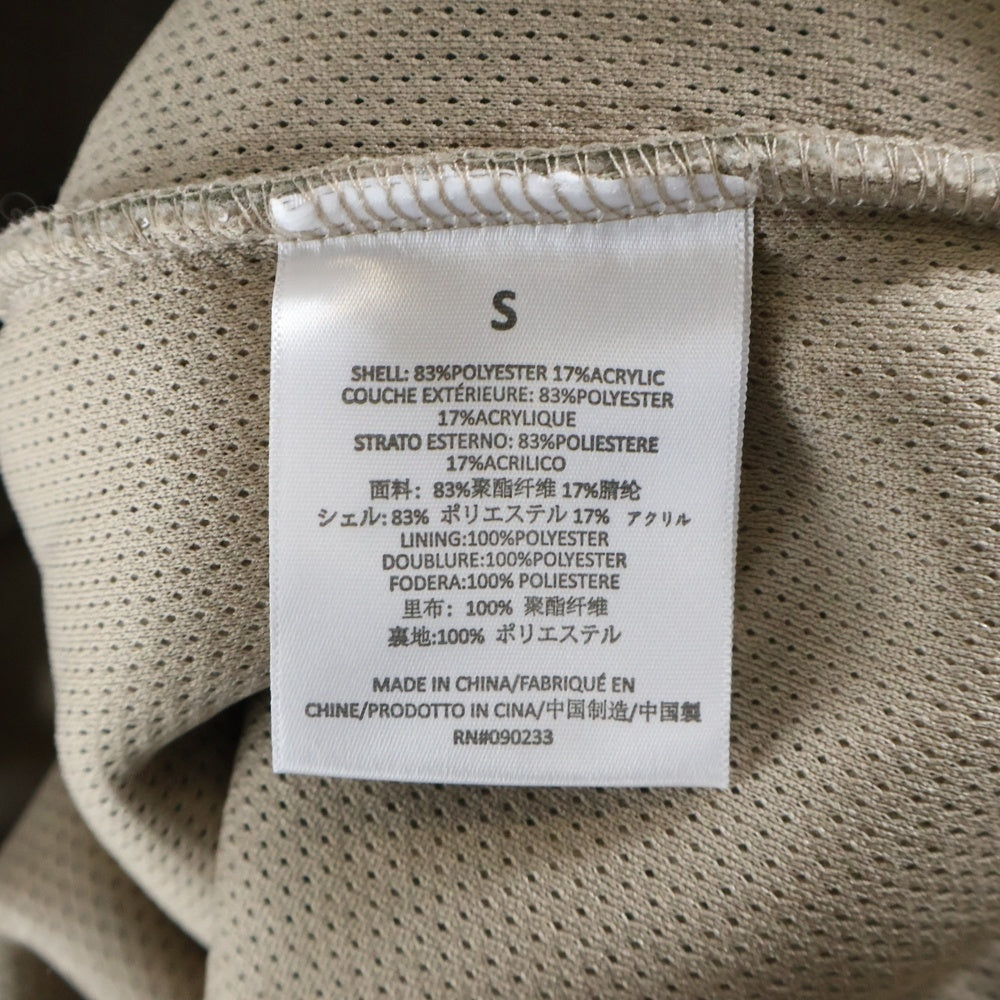 S
SHELL: 83%POLYESTER 17%ACRYLIC
COUCHE EXTÉRIEURE: 83%POLYESTER
17%ACRYLIQUE
STRATO ESTERNO: 83%POLIESTERE
17%ACRILICO
面料: 83%聚酯纤维 17%腈纶
シェル:83% ポリエステル 17% アクリル
LINING:100%POLYESTER
DOUBLURE:100%POLYESTER
FODERA:100% POLIESTERE
里布: 100% 聚酯纤维
裏地:100% ポリエステル
MADE IN CHINA/FABRIQUÉ EN
CHINE/PRODOTTO IN CINA/中国制造/中国製
RN#090233